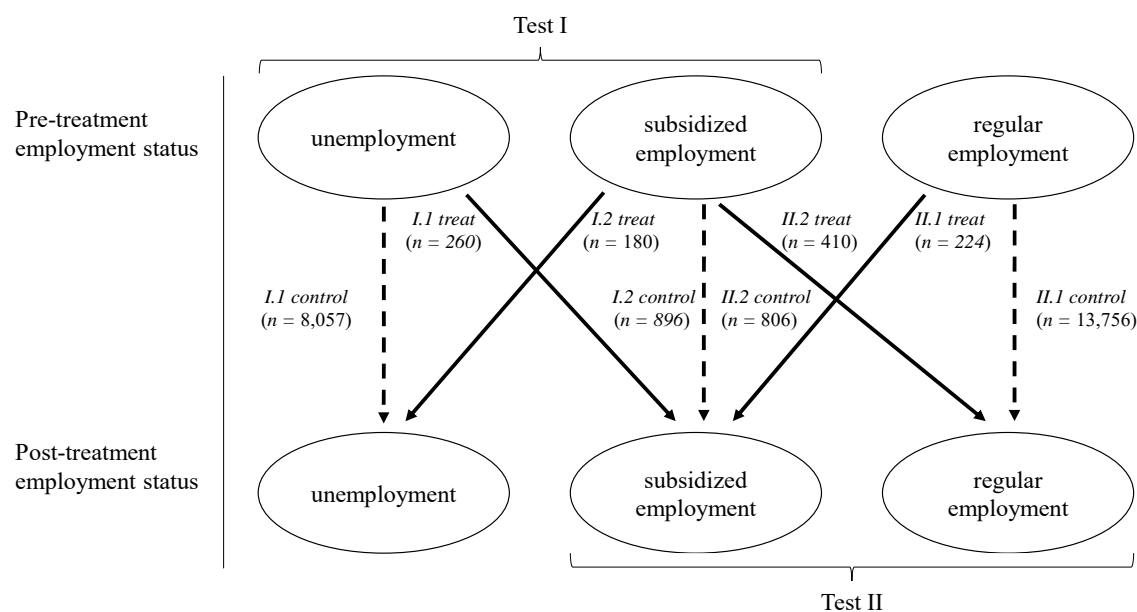 Test I
Pre-treatment
employment status
unemployment
subsidized
employment
regular
employment
I.1 treat
(n = 260)
I.2 treat
(n = 180)
II.2 treat
(n = 410)
II.1 treat
(n = 224)
I.1 control
(n = 8,057)
I.2 control
(n = 896)
II.2 control
(n = 806)
II.1 control
(n = 13,756)
Post-treatment
employment status
unemployment
subsidized
employment
regular
employment
Test II